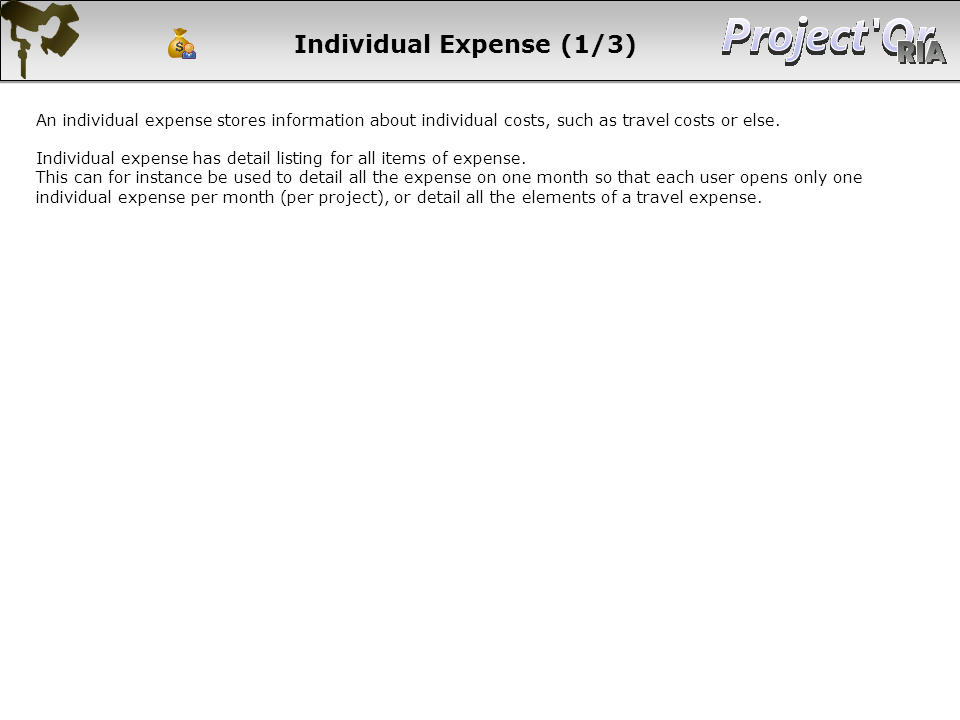 Individual Expense (1/3)
Project'Or
RIA
An individual expense stores information about individual costs, such as travel costs or else.
Individual expense has detail listing for all items of expense.
This can for instance be used to detail all the expense on one month so that each user opens only one
individual expense per month (per project), or detail all the elements of a travel expense.